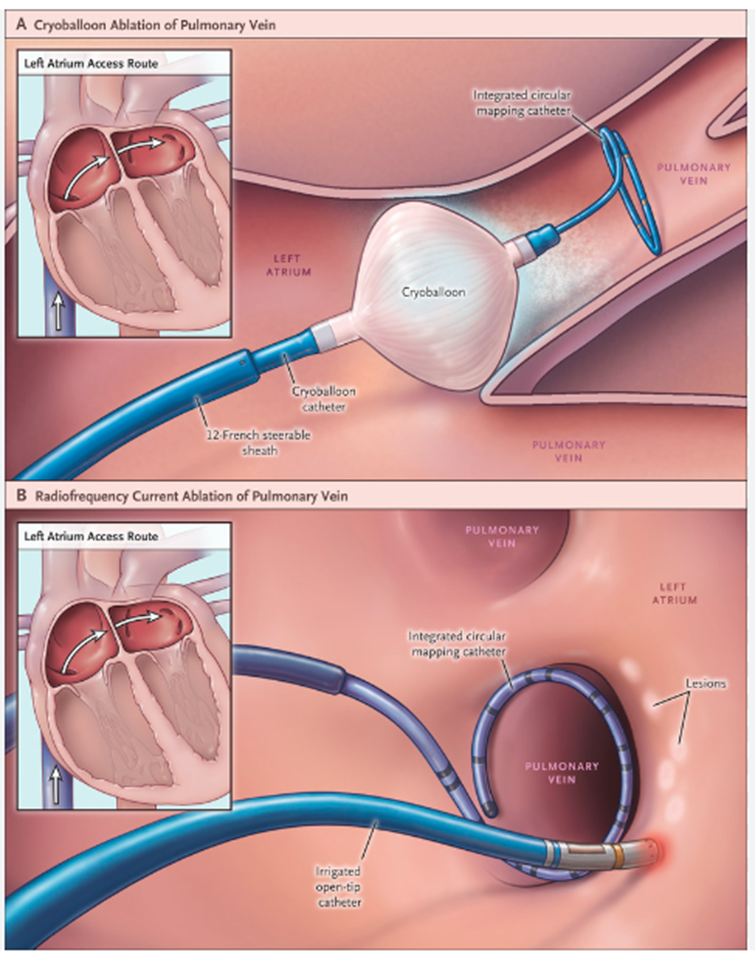 A Cryoballoon Ablation of Pulmonary Vein
Left Atrium Access Route
Integrated circular
mapping catheter
PULMONARY
VEIN
LEFT
ATRIUM
Cryoballoon
Cryoballoon
catheter
12-French steerable
sheath
PULMONARY
VEIN
B Radiofrequency Current Ablation of Pulmonary Vein
Left Atrium Access Route
PULMONARY
VEIN
LEFT
ATRIUM
Integrated circular
mapping catheter
Lesions
PULMONARY
VEIN
Irrigated
open-tip
catheter